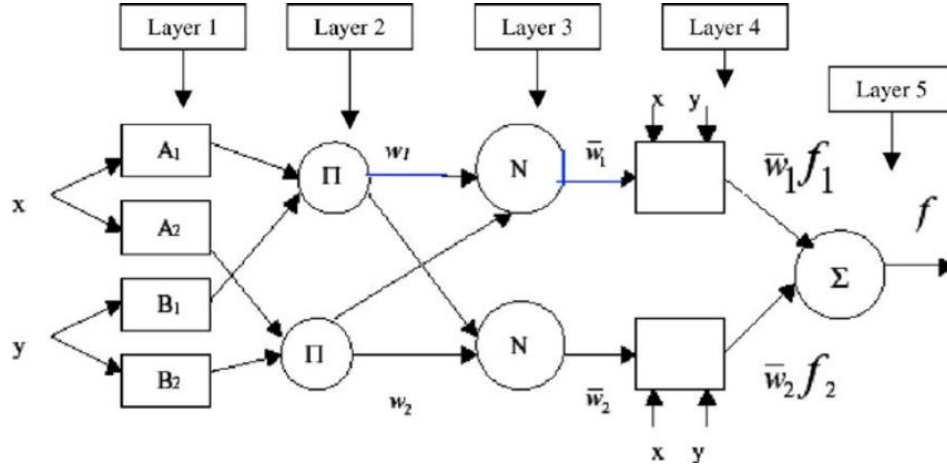 Layer 1
Layer 2
Layer 3
Layer 4
Layer 5
x
y
A1
A2
B1
B2
Π
Π
w1
w2
N
N
w̅1
w̅2
x y
x y
w̅1f1
w̅2f2
Σ
f